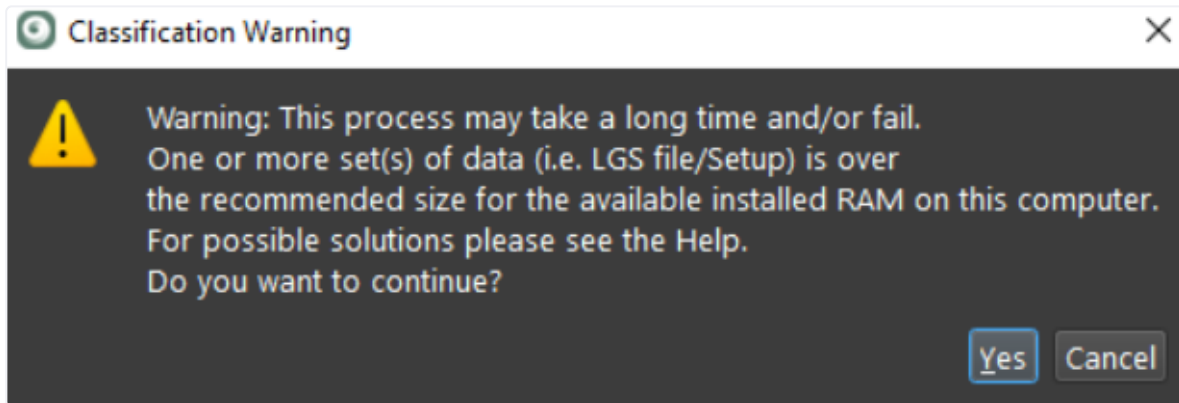 Classification Warning
Warning: This process may take a long time and/or fail.
One or more set(s) of data (i.e. LGS file/Setup) is over
the recommended size for the available installed RAM on this computer.
For possible solutions please see the Help.
Do you want to continue?
Yes Cancel